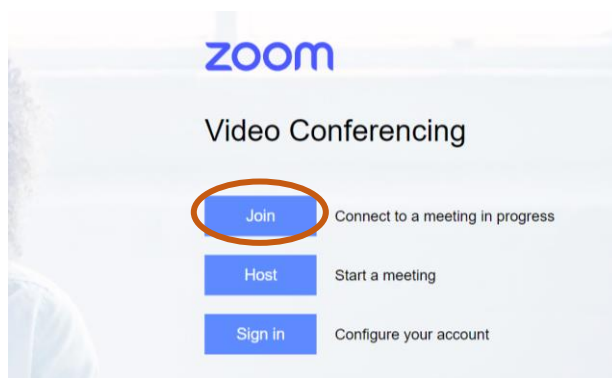 zoom
Video Conferencing
Join Connect to a meeting in progress
Host Start a meeting
Sign in Configure your account